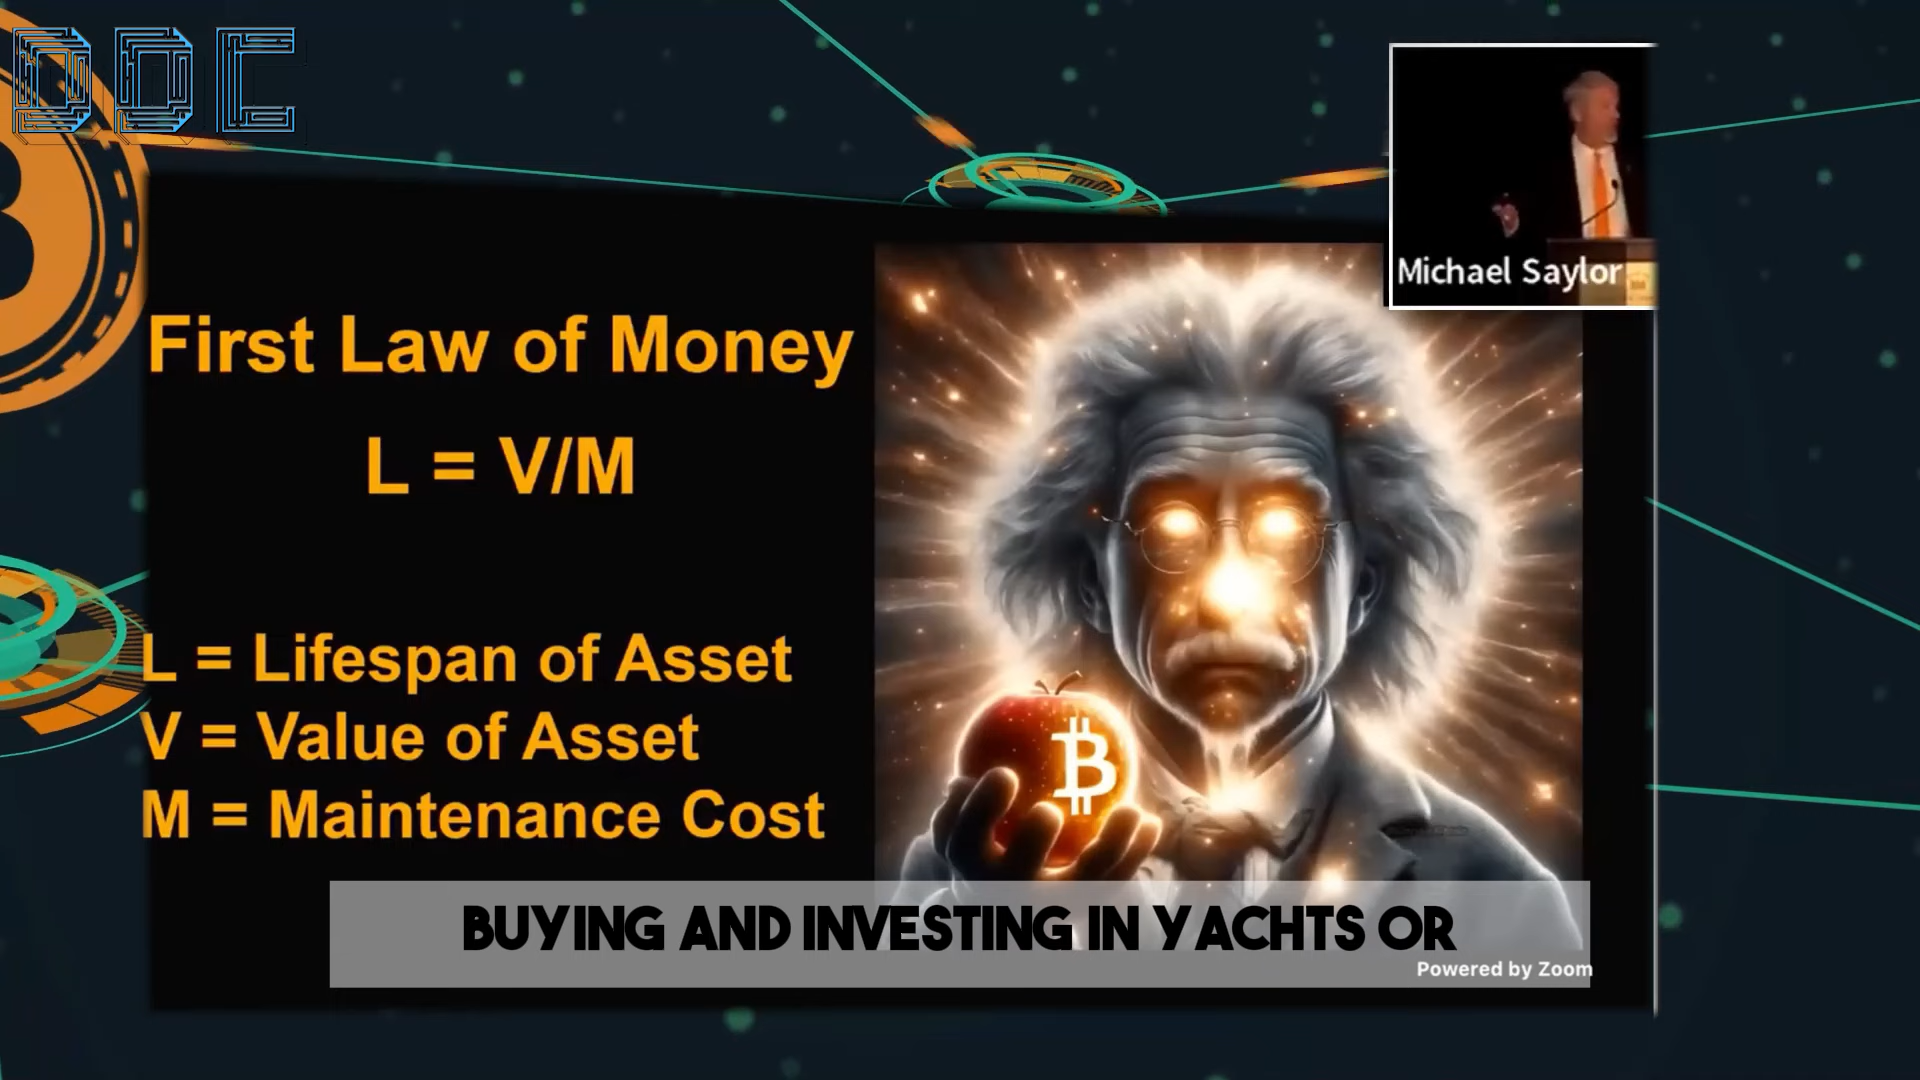 DDC
Michael Saylor
First Law of Money
L = V/M
L = Lifespan of Asset
V = Value of Asset
M = Maintenance Cost
BUYING AND INVESTING IN YACHTS OR
Powered by Zoom